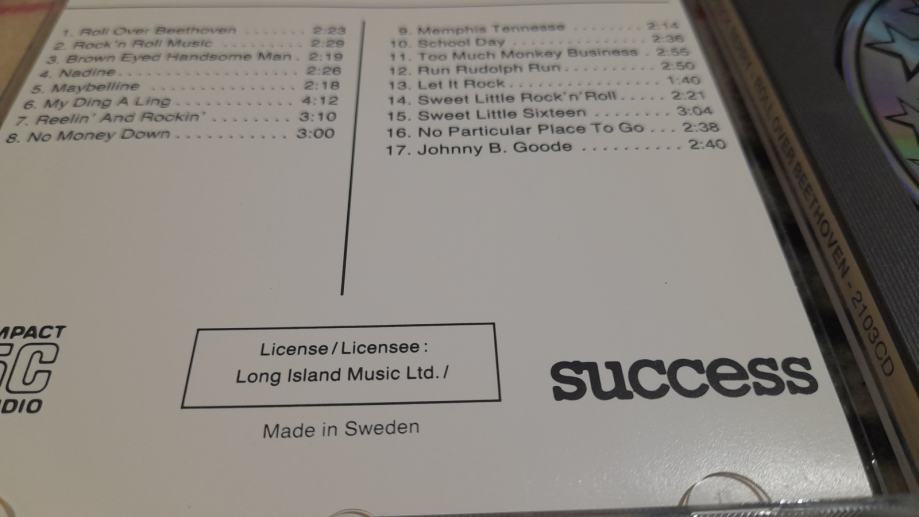 1. Roll Over Beethoven ....... 2:23
2. Rock'n Roll Music .......... 2:29
3. Brown Eyed Handsome Man . 2:19
4. Nadine...................... 2:26
5. Maybelline .................. 2:18
6. My Ding A Ling .............. 4:12
7. Reelin' And Rockin' ......... 3:10
8. No Money Down ............ 3:00
9. Memphis Tennesse ........... 2:14
10. School Day .................. 2:36
11. Too Much Monkey Business . 2:55
12. Run Rudolph Run........... 2:50
13. Let It Rock.................. 1:40
14. Sweet Little Rock'n'Roll ..... 2:21
15. Sweet Little Sixteen ......... 3:04
16. No Particular Place To Go ... 2:38
17. Johnny B. Goode .......... 2:40
DISC
AUDIO
License/Licensee:
Long Island Music Ltd./
Made in Sweden
success
ROLL OVER BEETHOVEN - 2103CD